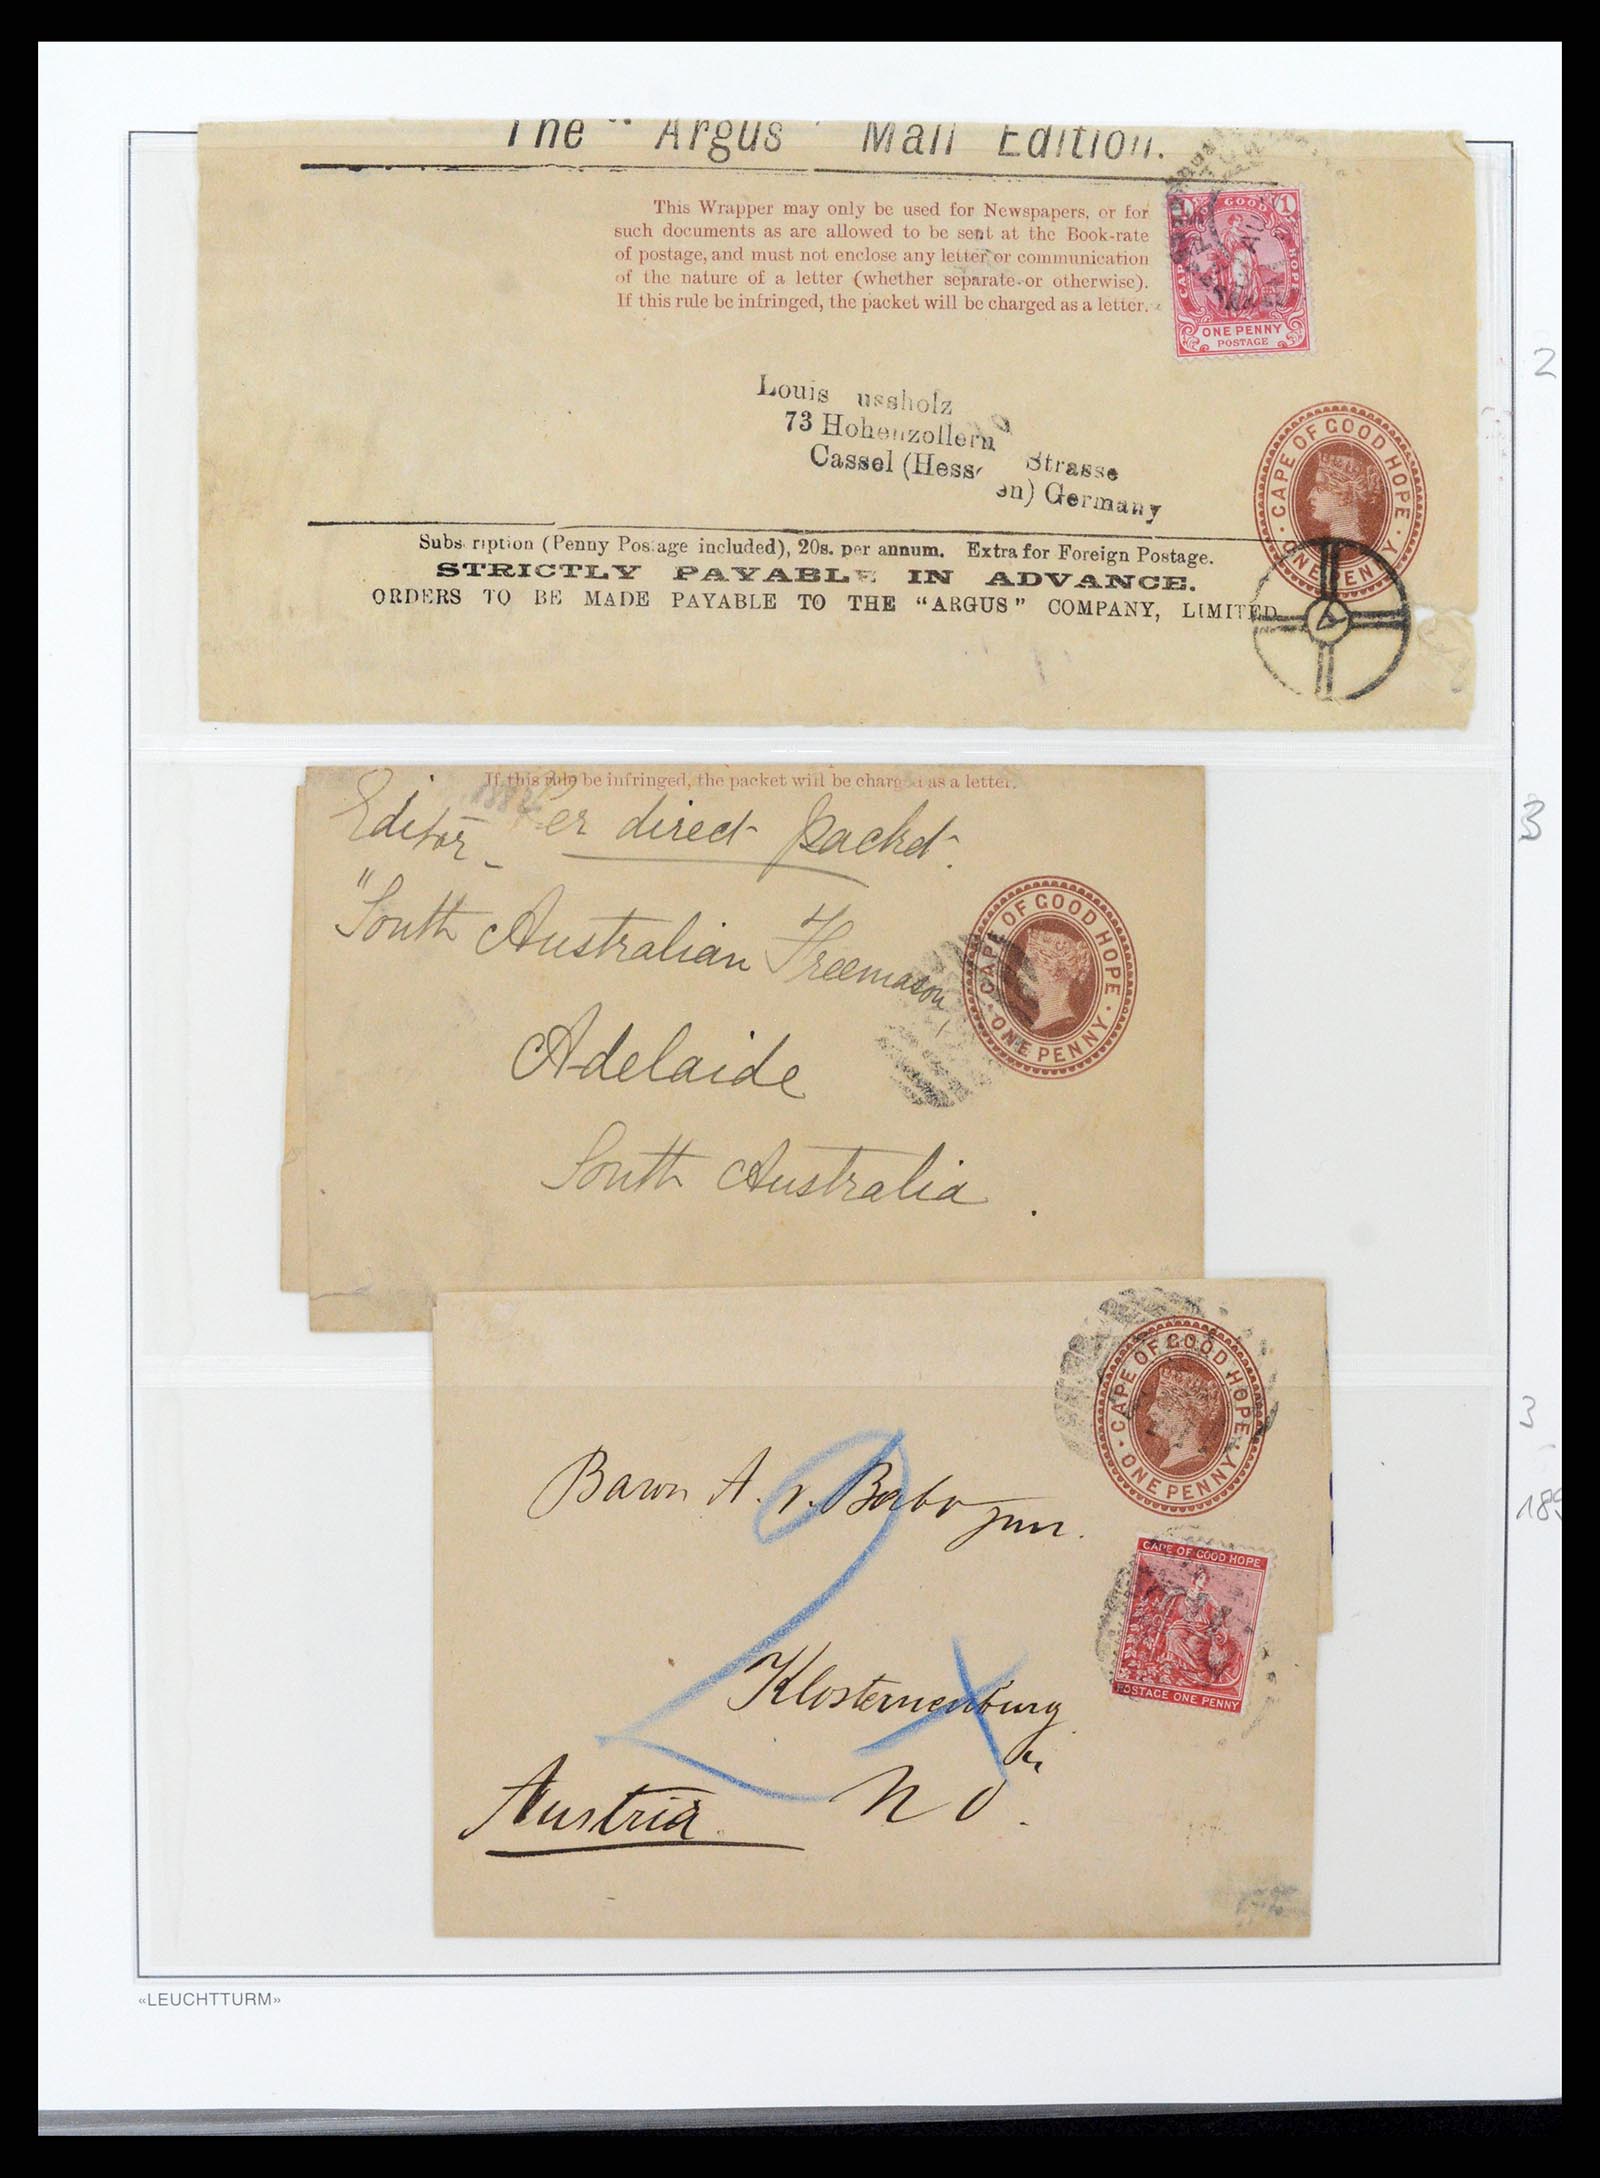 The "Argus" Mail Edition.
This Wrapper may only be used for Newspapers, or for
such documents as are allowed to be sent at the Book-rate
of postage, and must not enclose any letter or communication
of the nature of a letter (whether separate or otherwise).
If this rule be infringed, the packet will be charged as a letter.
GOOD HOPE
1 1
ONE PENNY
POSTAGE
2
Louis ussholz
73 Hohenzollern Strasse
Cassel (Hessen) Germany
CAPE OF GOOD HOPE
ONE PENNY
Subscription (Penny Postage included), 20s. per annum. Extra for Foreign Postage.
STRICTLY PAYABLE IN ADVANCE.
ORDERS TO BE MADE PAYABLE TO THE "ARGUS" COMPANY, LIMITED
If this rule be infringed, the packet will be charged as a letter.
Editor Per direct Packet.
3
"South Australian Freemason
Adelaide
South Australia.
CAPE OF GOOD HOPE
ONE PENNY
CAPE OF GOOD HOPE
ONE PENNY
3
189
2
Baron A. v. Babo jun.
CAPE OF GOOD HOPE
POSTAGE ONE PENNY
Klosterneuburg
Austria. N O.
«LEUCHTTURM»